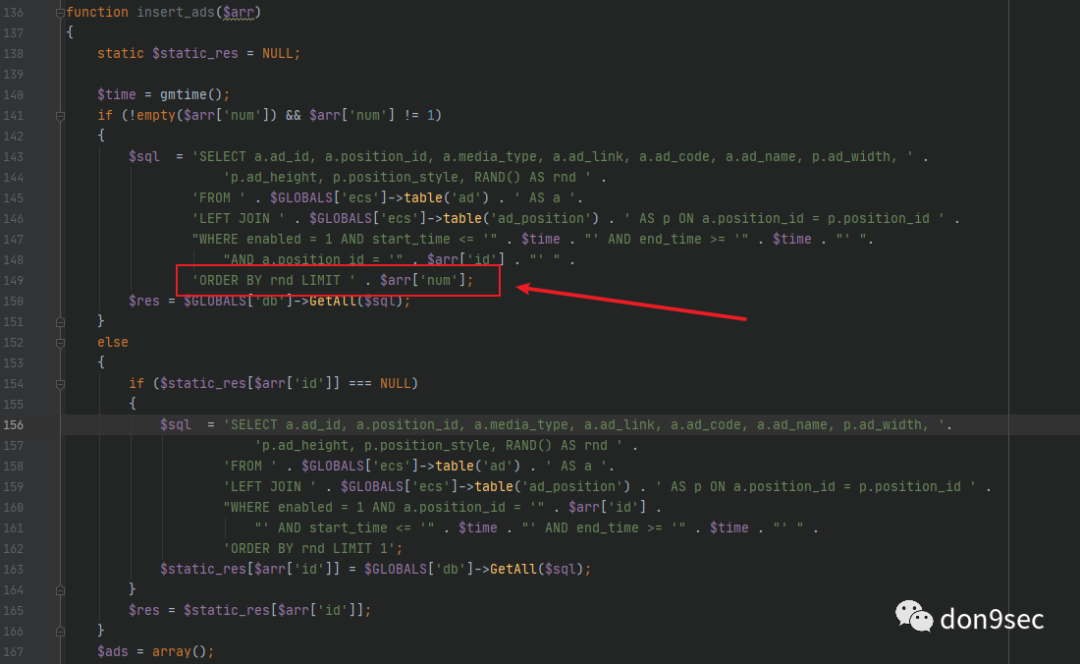 136 function insert_ads($arr)
137 {
138 static $static_res = NULL;
139
140 $time = gmtime();
141 if (!empty($arr['num']) && $arr['num'] != 1)
142 {
143 $sql = 'SELECT a.ad_id, a.position_id, a.media_type, a.ad_link, a.ad_code, a.ad_name, p.ad_width, ' .
144 'p.ad_height, p.position_style, RAND() AS rnd ' .
145 'FROM ' . $GLOBALS['ecs']->table('ad') . ' AS a '.
146 'LEFT JOIN ' . $GLOBALS['ecs']->table('ad_position') . ' AS p ON a.position_id = p.position_id ' .
147 "WHERE enabled = 1 AND start_time <= '" . $time . "' AND end_time >= '" . $time . "' ".
148 "AND a.position_id = '" . $arr['id'] . "' " .
149 'ORDER BY rnd LIMIT ' . $arr['num'];
150 $res = $GLOBALS['db']->GetAll($sql);
151 }
152 else
153 {
154 if ($static_res[$arr['id']] === NULL)
155 {
156 $sql = 'SELECT a.ad_id, a.position_id, a.media_type, a.ad_link, a.ad_code, a.ad_name, p.ad_width, '.
157 'p.ad_height, p.position_style, RAND() AS rnd ' .
158 'FROM ' . $GLOBALS['ecs']->table('ad') . ' AS a '.
159 'LEFT JOIN ' . $GLOBALS['ecs']->table('ad_position') . ' AS p ON a.position_id = p.position_id ' .
160 "WHERE enabled = 1 AND a.position_id = '" . $arr['id'] .
161 "' AND start_time <= '" . $time . "' AND end_time >= '" . $time . "' " .
162 'ORDER BY rnd LIMIT 1';
163 $static_res[$arr['id']] = $GLOBALS['db']->GetAll($sql);
164 }
165 $res = $static_res[$arr['id']];
166 }
167 $ads = array();
don9sec